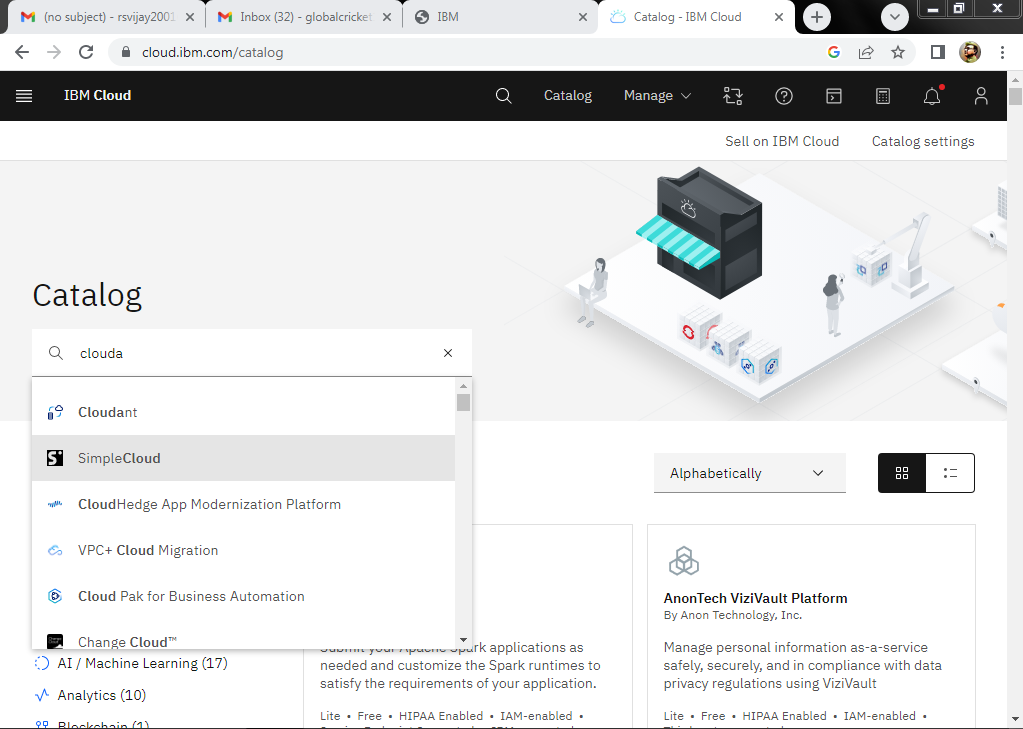 (no subject) - rsvijay2001
Inbox (32) - globalcricket
IBM
Catalog - IBM Cloud
cloud.ibm.com/catalog
IBM Cloud
Catalog
Manage
Sell on IBM Cloud
Catalog settings
Catalog
clouda
Cloudant
SimpleCloud
CloudHedge App Modernization Platform
VPC+ Cloud Migration
Cloud Pak for Business Automation
Change Cloud™
AI / Machine Learning (17)
Analytics (10)
Blockchain (1)
Alphabetically
Submit your Apache Spark applications as
needed and customize the Spark runtimes to
satisfy the requirements of your application.
Lite • Free • HIPAA Enabled • IAM-enabled •
AnonTech ViziVault Platform
By Anon Technology, Inc.
Manage personal information as-a-service
safely, securely, and in compliance with data
privacy regulations using ViziVault
Lite • Free • HIPAA Enabled • IAM-enabled •